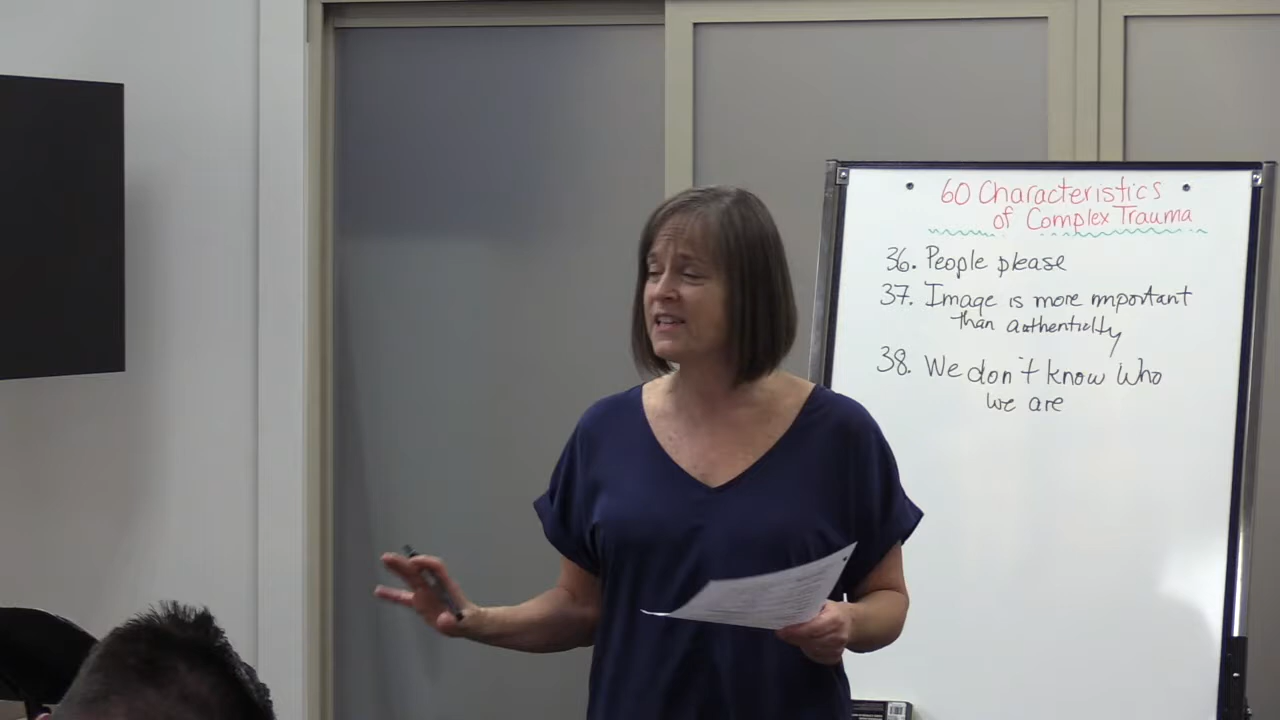 60 Characteristics
of Complex Trauma
36. People please
37. Image is more important
than authenticity
38. We don't know who
we are